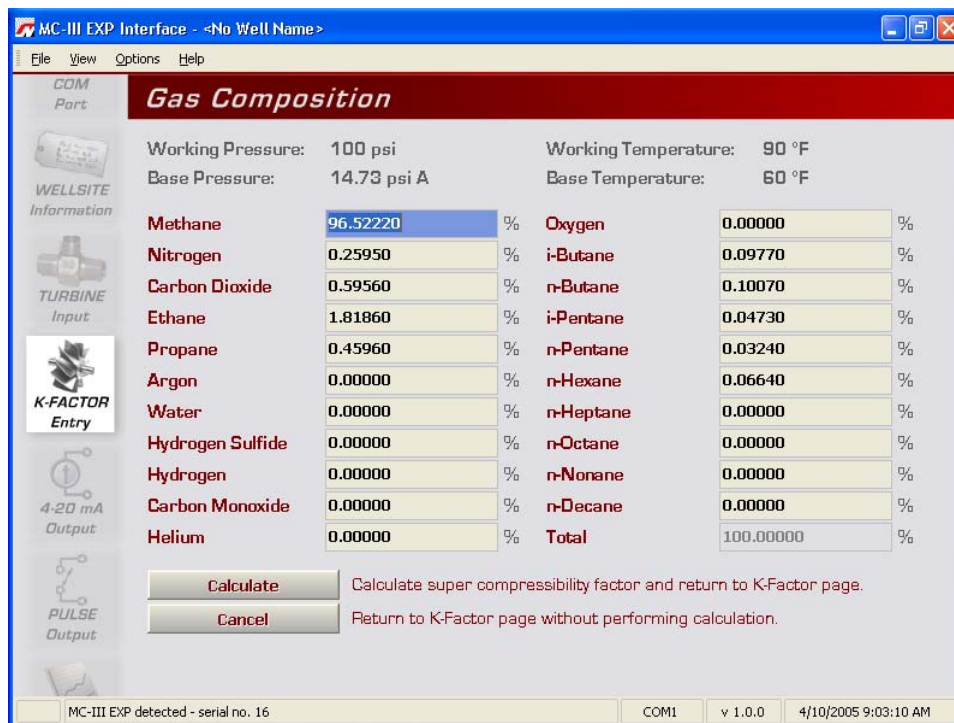 MC-III EXP Interface - <No Well Name>
File View Options Help
COM
Port
WELLSITE
Information
TURBINE
Input
K-FACTOR
Entry
4-20 mA
Output
PULSE
Output
Gas Composition
Working Pressure: 100 psi Working Temperature: 90 °F
Base Pressure: 14.73 psi A Base Temperature: 60 °F
Methane 96.52220 % Oxygen 0.00000 %
Nitrogen 0.25950 % i-Butane 0.09770 %
Carbon Dioxide 0.59560 % n-Butane 0.10070 %
Ethane 1.81860 % i-Pentane 0.04730 %
Propane 0.45960 % n-Pentane 0.03240 %
Argon 0.00000 % n-Hexane 0.06640 %
Water 0.00000 % n-Heptane 0.00000 %
Hydrogen Sulfide 0.00000 % n-Octane 0.00000 %
Hydrogen 0.00000 % n-Nonane 0.00000 %
Carbon Monoxide 0.00000 % n-Decane 0.00000 %
Helium 0.00000 % Total 100.00000 %
Calculate Calculate super compressibility factor and return to K-Factor page.
Cancel Return to K-Factor page without performing calculation.
MC-III EXP detected - serial no. 16 COM1 v 1.0.0 4/10/2005 9:03:10 AM